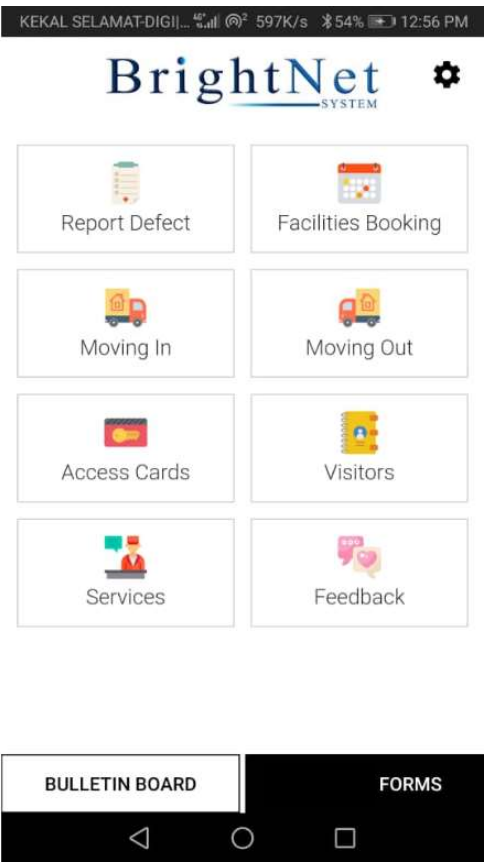 KEKAL SELAMAT-DIGI|... 597K/s 54% 12:56 PM
BrightNet
SYSTEM
Report Defect
Facilities Booking
Moving In
Moving Out
Access Cards
Visitors
Services
Feedback
BULLETIN BOARD
FORMS